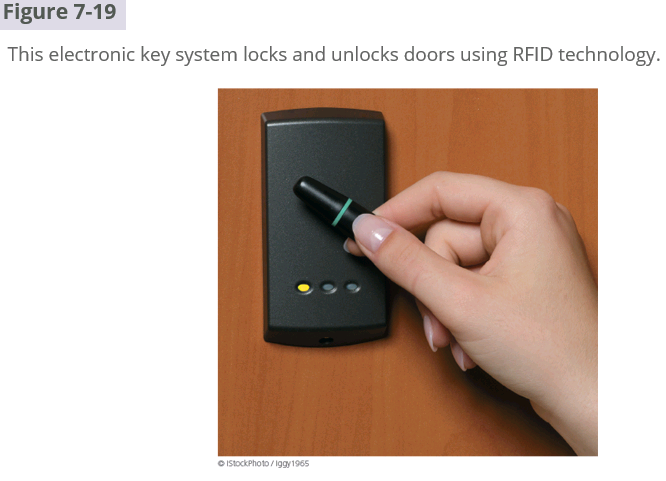 Figure 7-19
This electronic key system locks and unlocks doors using RFID technology.
© iStockPhoto / iggy1965